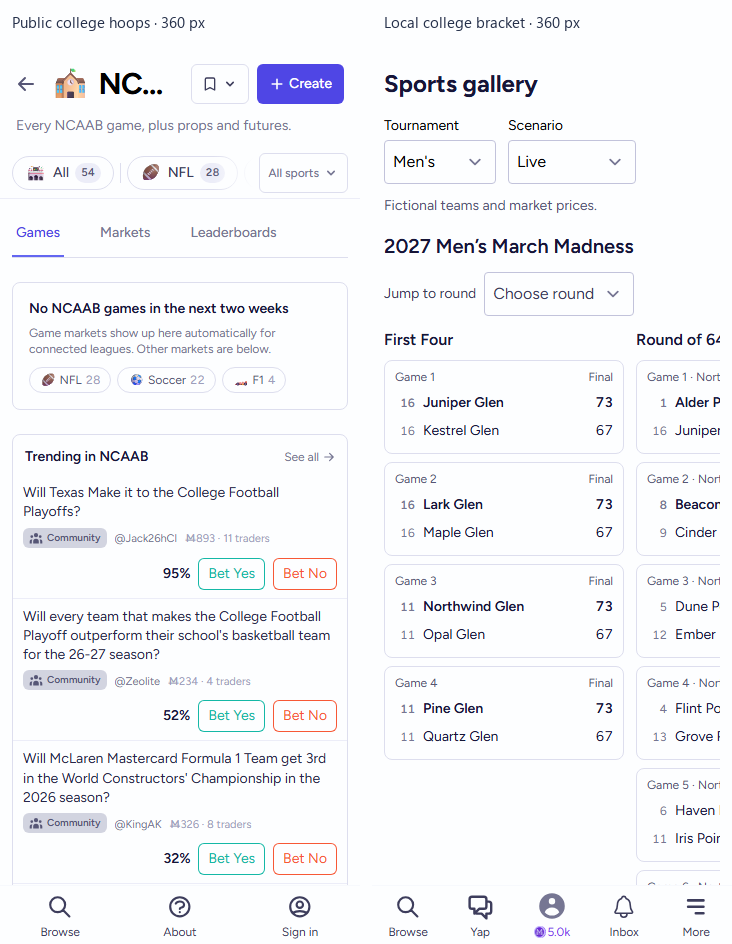 Public college hoops · 360 px
NC...
Create
Every NCAAB game, plus props and futures.
All 54
NFL 28
All sports
Games Markets Leaderboards
No NCAAB games in the next two weeks
Game markets show up here automatically for
connected leagues. Other markets are below.
NFL 28 Soccer 22 F1 4
Trending in NCAAB See all →
Will Texas Make it to the College Football
Playoffs?
Community @Jack26hCl M893 · 11 traders
95% Bet Yes Bet No
Will every team that makes the College Football
Playoff outperform their school's basketball team
for the 26-27 season?
Community @Zeolite M234 · 4 traders
52% Bet Yes Bet No
Will McLaren Mastercard Formula 1 Team get 3rd
in the World Constructors' Championship in the
2026 season?
Community @KingAK M326 · 8 traders
32% Bet Yes Bet No
Browse About Sign in
Local college bracket · 360 px
Sports gallery
Tournament Scenario
Men's Live
Fictional teams and market prices.
2027 Men’s March Madness
Jump to round Choose round
First Four
Game 1 Final
16 Juniper Glen 73
16 Kestrel Glen 67
Game 2 Final
16 Lark Glen 73
16 Maple Glen 67
Game 3 Final
11 Northwind Glen 73
11 Opal Glen 67
Game 4 Final
11 Pine Glen 73
11 Quartz Glen 67
Round of 64
Game 1 · Nort
1 Alder P
16 Juniper
Game 2 · Nort
8 Beacon
9 Cinder
Game 3 · Nort
5 Dune P
12 Ember
Game 4 · Nort
4 Flint Po
13 Grove P
Game 5 · Nort
6 Haven
11 Iris Poin
Browse Yap M 5.0k Inbox More